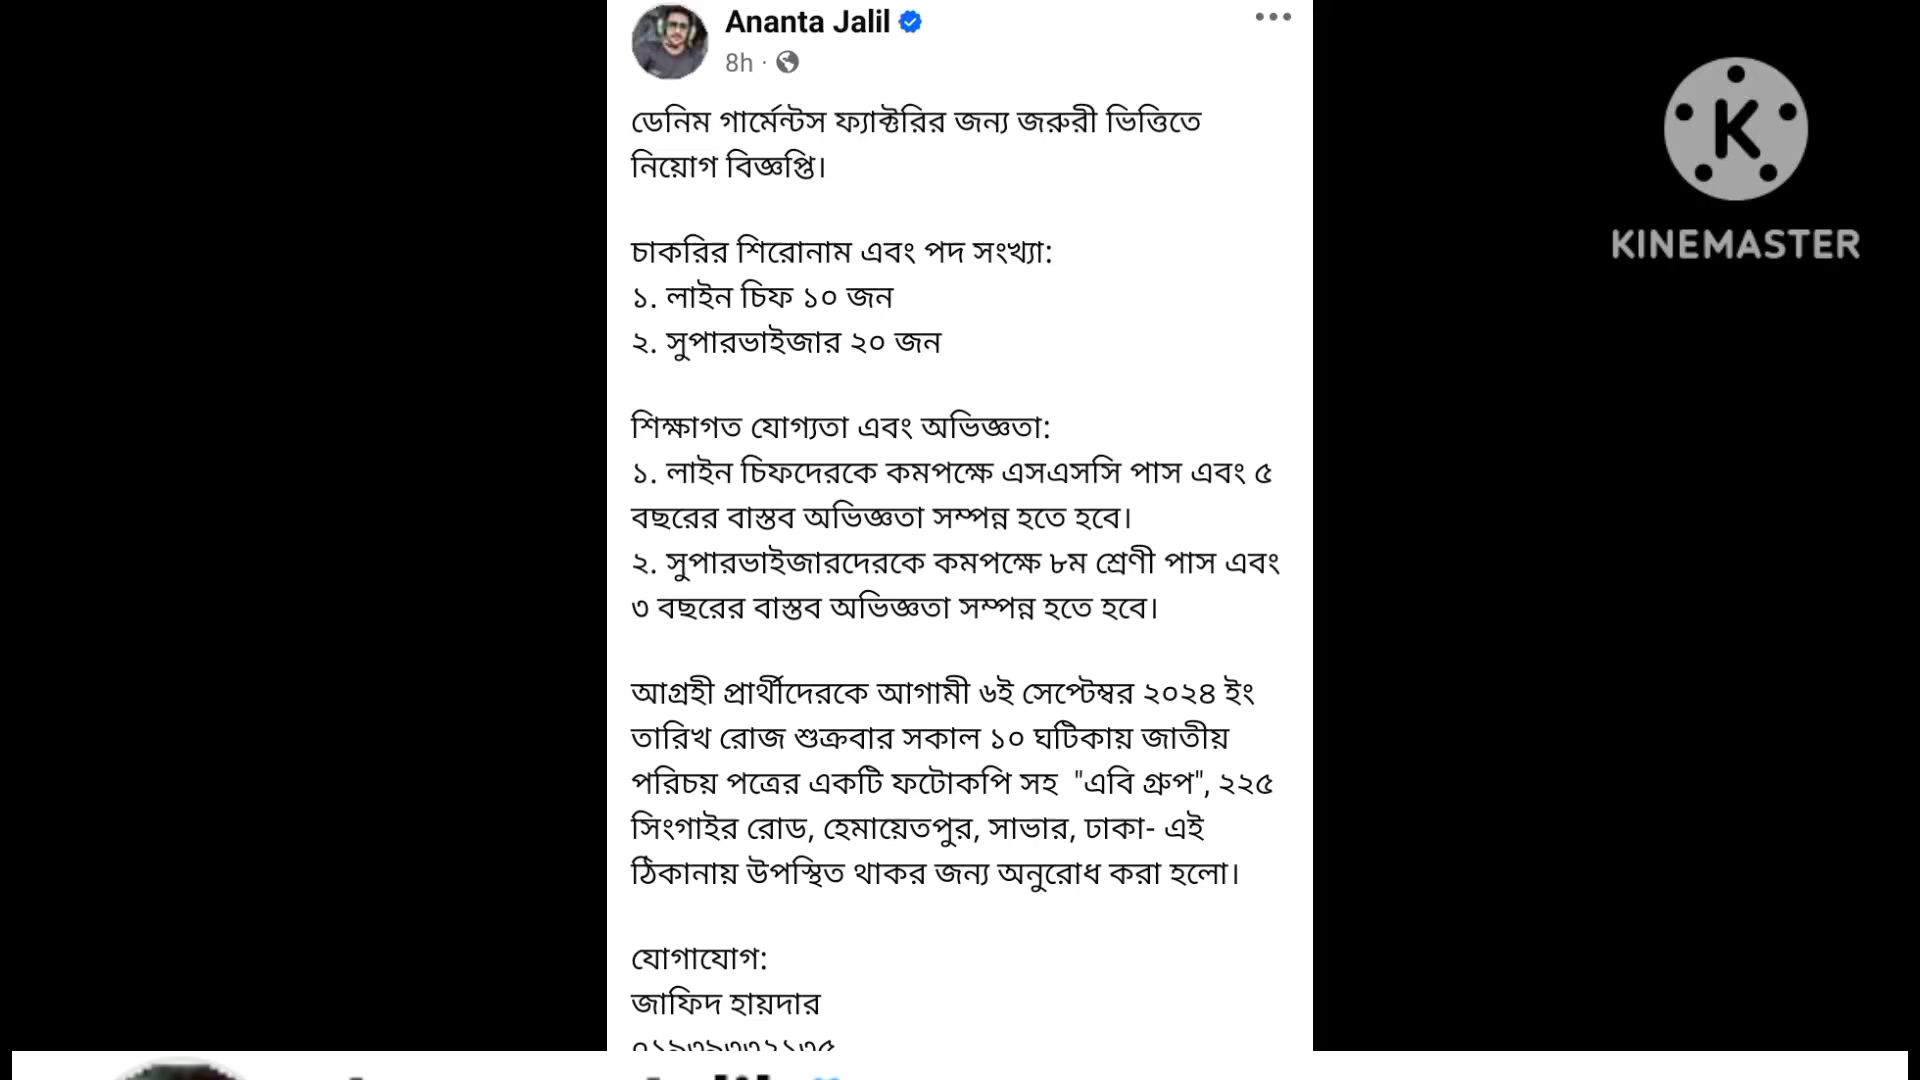 Ananta Jalil
8h ·
ডেনিম গার্মেন্টস ফ্যাক্টরির জন্য জরুরী ভিত্তিতে
নিয়োগ বিজ্ঞপ্তি।
চাকরির শিরোনাম এবং পদ সংখ্যা:
১. লাইন চিফ ১০ জন
২. সুপারভাইজার ২০ জন
শিক্ষাগত যোগ্যতা এবং অভিজ্ঞতা:
১. লাইন চিফদেরকে কমপক্ষে এসএসসি পাস এবং ৫
বছরের বাস্তব অভিজ্ঞতা সম্পন্ন হতে হবে।
২. সুপারভাইজারদেরকে কমপক্ষে ৮ম শ্রেণী পাস এবং
৩ বছরের বাস্তব অভিজ্ঞতা সম্পন্ন হতে হবে।
আগ্রহী প্রার্থীদেরকে আগামী ৬ই সেপ্টেম্বর ২০২৪ ইং
তারিখ রোজ শুক্রবার সকাল ১০ ঘটিকায় জাতীয়
পরিচয় পত্রের একটি ফটোকপি সহ "এবি গ্রুপ", ২২৫
সিংগাইর রোড, হেমায়েতপুর, সাভার, ঢাকা- এই
ঠিকানায় উপস্থিত থাকর জন্য অনুরোধ করা হলো।
যোগাযোগ:
জাফিদ হায়দার
K
KINEMASTER